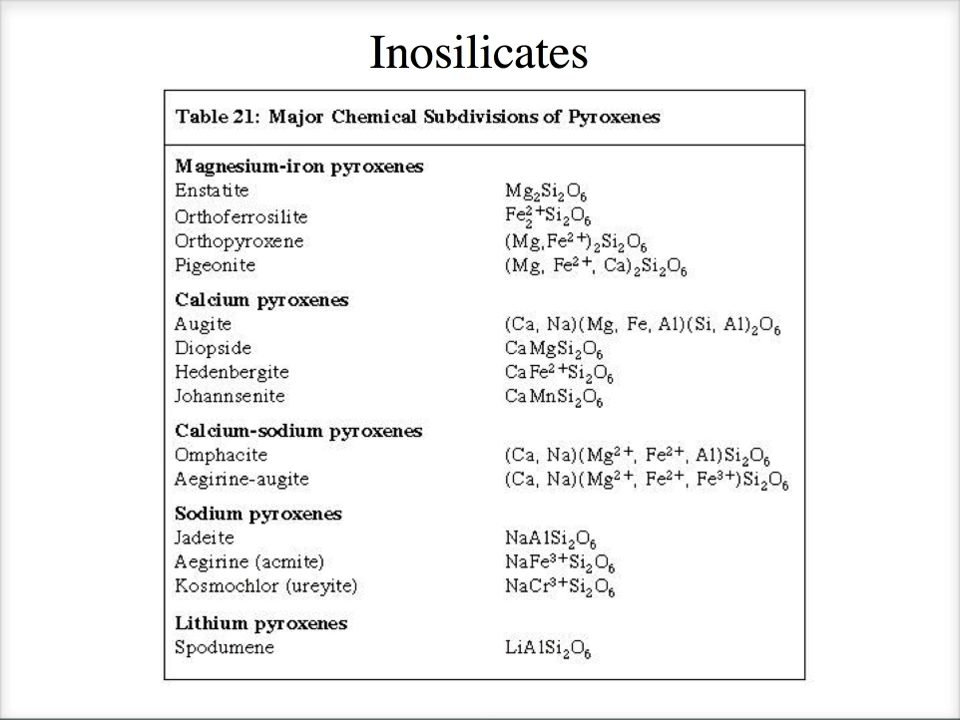 Inosilicates
Table 21: Major Chemical Subdivisions of Pyroxenes
Magnesium-iron pyroxenes
Enstatite Mg₂Si₂O₆
Orthoferrosilite Fe₂²⁺Si₂O₆
Orthopyroxene (Mg,Fe²⁺)₂Si₂O₆
Pigeonite (Mg, Fe²⁺, Ca)₂Si₂O₆
Calcium pyroxenes
Augite (Ca, Na)(Mg, Fe, Al)(Si, Al)₂O₆
Diopside CaMgSi₂O₆
Hedenbergite CaFe²⁺Si₂O₆
Johannsenite CaMnSi₂O₆
Calcium-sodium pyroxenes
Omphacite (Ca, Na)(Mg²⁺, Fe²⁺, Al)Si₂O₆
Aegirine-augite (Ca, Na)(Mg²⁺, Fe²⁺, Fe³⁺)Si₂O₆
Sodium pyroxenes
Jadeite NaAlSi₂O₆
Aegirine (acmite) NaFe³⁺Si₂O₆
Kosmochlor (ureyite) NaCr³⁺Si₂O₆
Lithium pyroxenes
Spodumene LiAlSi₂O₆